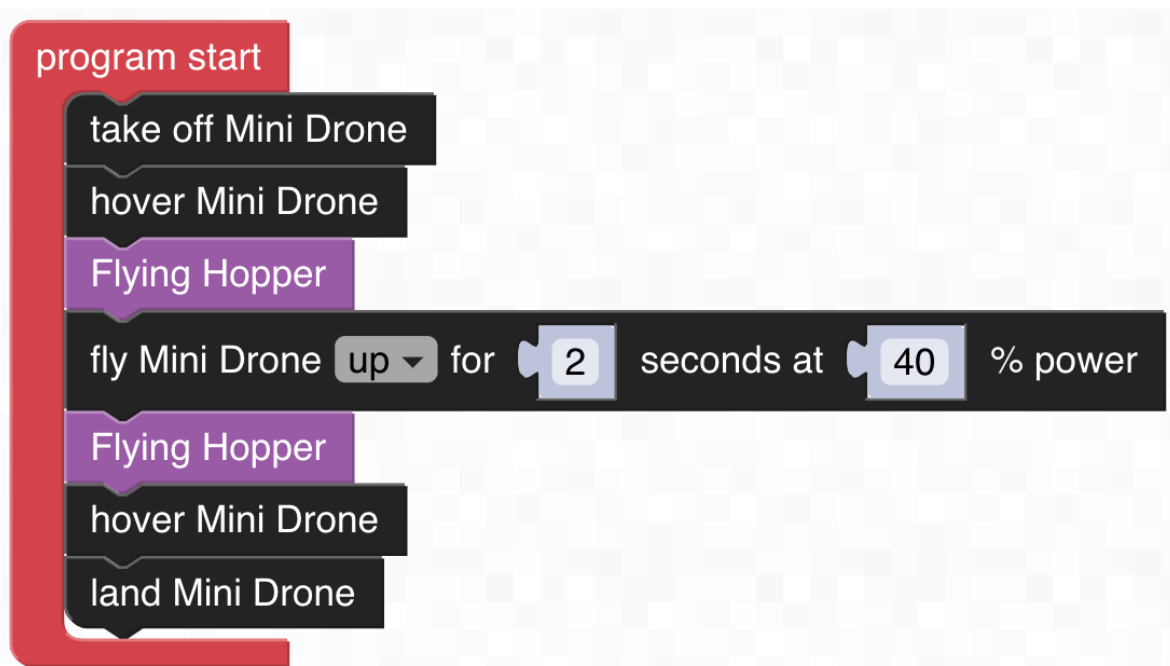 program start
take off Mini Drone
hover Mini Drone
Flying Hopper
fly Mini Drone up for 2 seconds at 40 % power
Flying Hopper
hover Mini Drone
land Mini Drone